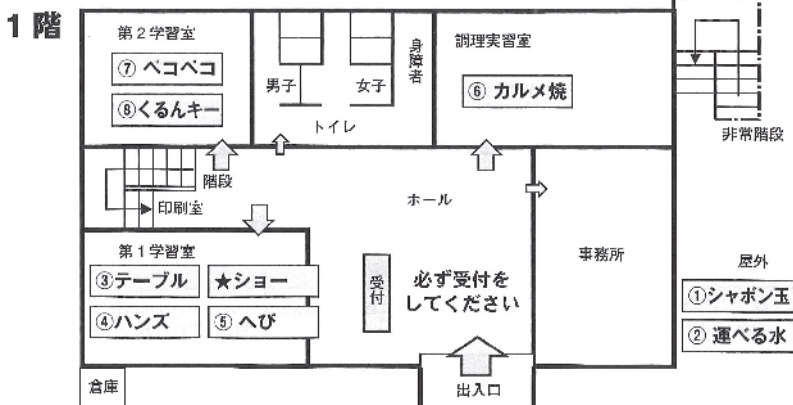 1階
第2学習室
⑦ ペコペコ
⑧くるんキー
男子
女子
身障者
トイレ
調理実習室
⑥ カルメ焼
非常階段
階段
印刷室
ホール
第1学習室
③テーブル
★ショー
④ハンズ
⑤ へび
受付
必ず受付を
してください
事務所
屋外
①シャボン玉
② 運べる水
倉庫
出入口